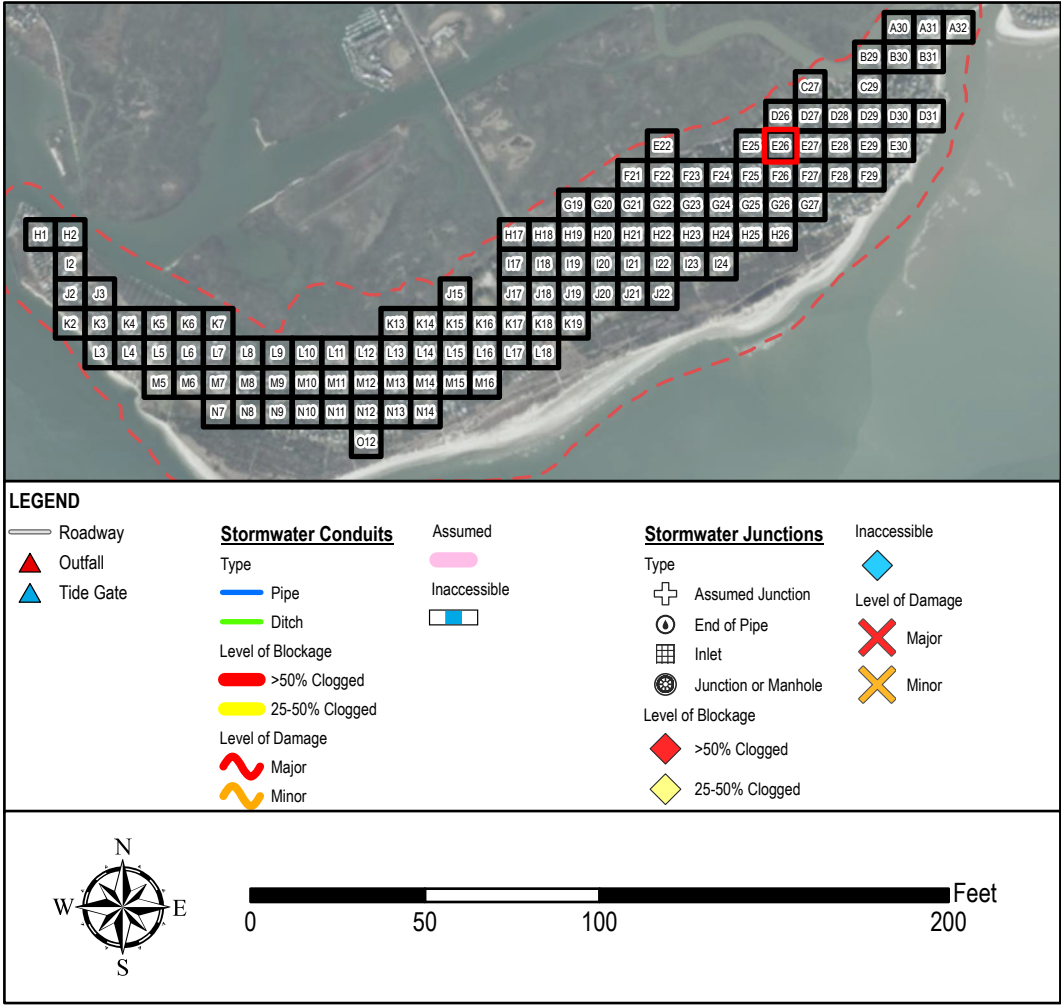 A30 A31 A32
B29 B30 B31
C27 C29
D26 D27 D28 D29 D30 D31
E22 E25 E26 E27 E28 E29 E30
F21 F22 F23 F24 F25 F26 F27 F28 F29
G19 G20 G21 G22 G23 G24 G25 G26 G27
H1 H2 H17 H18 H19 H20 H21 H22 H23 H24 H25 H26
I2 I17 I18 I19 I20 I21 I22 I23 I24
J2 J3 J15 J17 J18 J19 J20 J21 J22
K2 K3 K4 K5 K6 K7 K13 K14 K15 K16 K17 K18 K19
L3 L4 L5 L6 L7 L8 L9 L10 L11 L12 L13 L14 L15 L16 L17 L18
M5 M6 M7 M8 M9 M10 M11 M12 M13 M14 M15 M16
N7 N8 N9 N10 N11 N12 N13 N14
O12
LEGEND
Roadway
Outfall
Tide Gate
Stormwater Conduits
Type
Pipe
Ditch
Level of Blockage
>50% Clogged
25-50% Clogged
Level of Damage
Major
Minor
Assumed
Inaccessible
Stormwater Junctions
Type
Assumed Junction
End of Pipe
Inlet
Junction or Manhole
Level of Blockage
>50% Clogged
25-50% Clogged
Inaccessible
Level of Damage
Major
Minor
N
W E
S
Feet
0 50 100 200